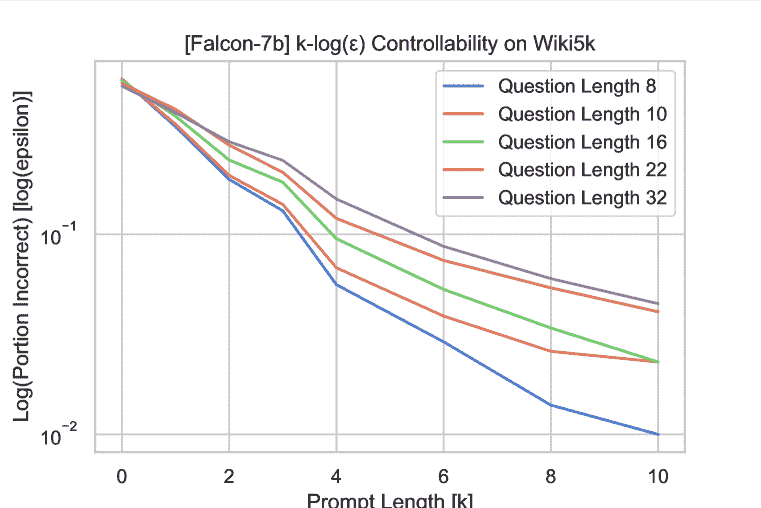 [Falcon-7b] k-log(ε) Controllability on Wiki5k
Question Length 8
Question Length 10
Question Length 16
Question Length 22
Question Length 32
Log(Portion Incorrect) [log(epsilon)]
10⁻¹
10⁻²
0 2 4 6 8 10
Prompt Length [k]